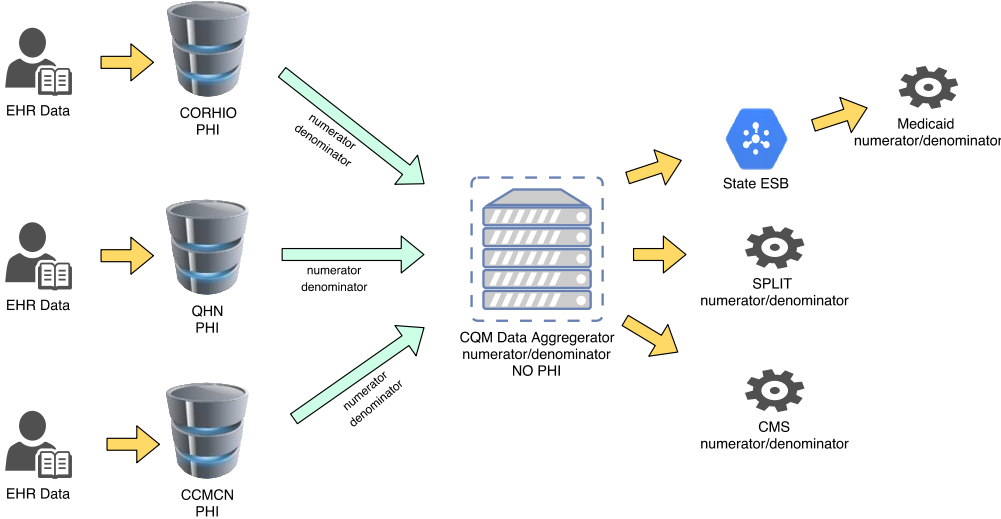 EHR Data
CORHIO
PHI
numerator
denominator
EHR Data
QHN
PHI
numerator
denominator
EHR Data
CCMCN
PHI
numerator
denominator
CQM Data Aggregerator
numerator/denominator
NO PHI
State ESB
Medicaid
numerator/denominator
SPLIT
numerator/denominator
CMS
numerator/denominator